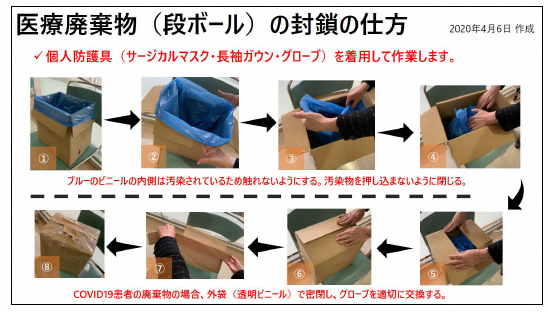 医療廃棄物（段ボール）の封鎖の仕方
2020年4月6日 作成
✓個人防護具（サージカルマスク・長袖ガウン・グローブ）を着用して作業します。
①
②
③
④
ブルーのビニールの内側は汚染されているため触れないようにする。汚染物を押し込まないように閉じる。
⑧
⑦
⑥
⑤
COVID19患者の廃棄物の場合、外袋（透明ビニール）で密閉し、グローブを適切に交換する。